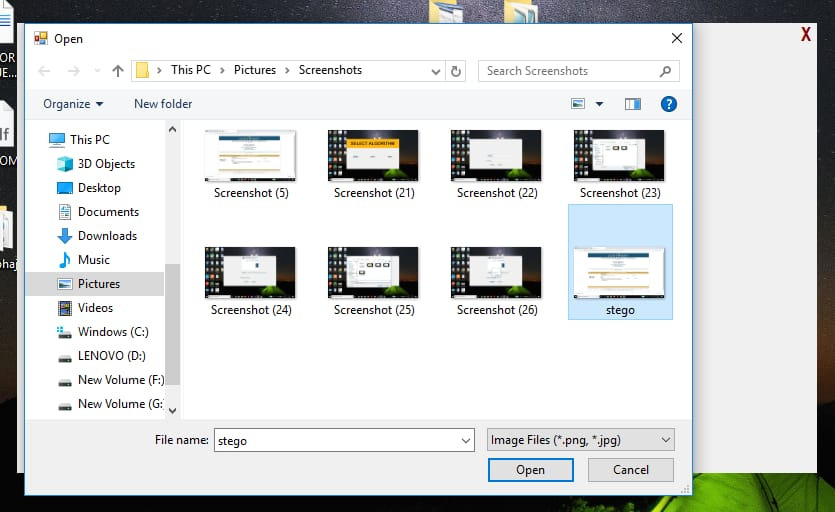 Open
X
This PC
Pictures
Screenshots
Search Screenshots
Organize
New folder
This PC
3D Objects
Desktop
Documents
Downloads
Music
Pictures
Videos
Windows (C:)
LENOVO (D:)
New Volume (F:)
New Volume (G:
Screenshot (5)
Screenshot (21)
Screenshot (22)
Screenshot (23)
SELECT ALGORITHM
Screenshot (24)
Screenshot (25)
Screenshot (26)
stego
File name:
stego
Image Files (*.png, *.jpg)
Open
Cancel